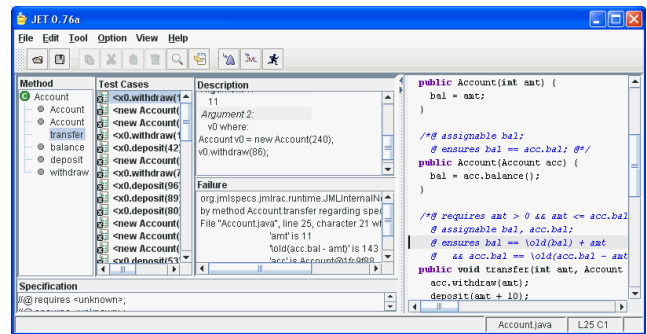 JET 0.76a
File Edit Tool Option View Help
Method
Account
Account
Account
transfer
balance
deposit
withdraw
Test Cases
<x0.withdraw(1
<new Account(
<new Account(
<x0.withdraw(1
<x0.deposit(42)
<new Account(
<x0.withdraw(7
<x0.deposit(96)
<x0.deposit(89)
<x0.deposit(80)
<new Account(
<new Account(
<x0.deposit(53)
Description
11
Argument 2:
v0 where:
Account v0 = new Account(240);
v0.withdraw(86);
Failure
org.jmlspecs.jmlrac.runtime.JMLInternalN
by method Account.transfer regarding spec
File "Account.java", line 25, character 21 wh
'amt' is 11
'\old(acc.bal - amt)' is 143
'acc' is Account@1fc9f88
public Account(int amt) {
bal = amt;
}
/*@ assignable bal;
@ ensures bal == acc.bal; @*/
public Account(Account acc) {
bal = acc.balance();
}
/*@ requires amt > 0 && amt <= acc.bal
@ assignable bal, acc.bal;
@ ensures bal == \old(bal) + amt
@ && acc.bal == \old(acc.bal - amt
public void transfer(int amt, Account
acc.withdraw(amt);
deposit(amt + 10);
Specification
//@ requires <unknown>;
Account.java L25 C1